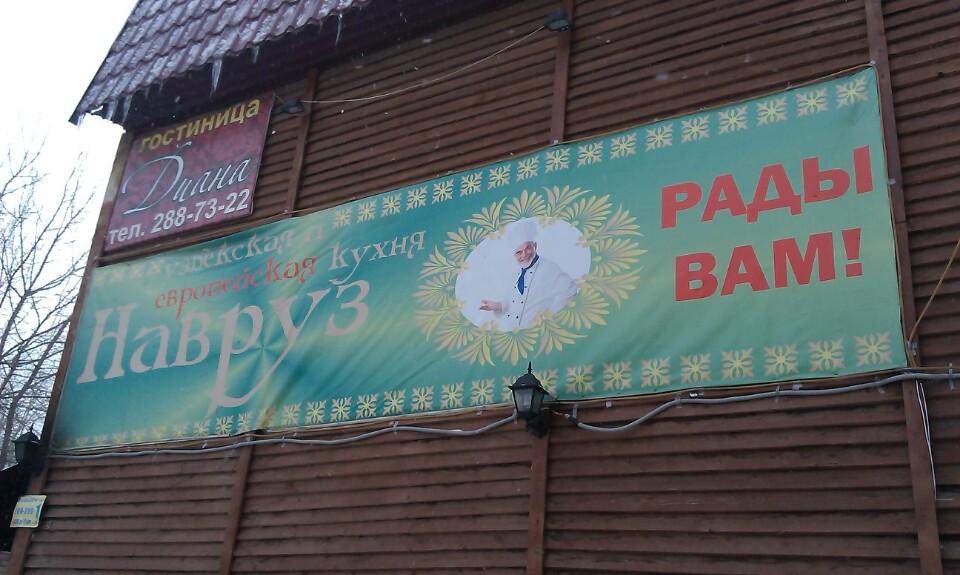 гостиница
Диана
тел. 288-73-22
узбекская и
европейская кухня
Навруз
РАДЫ
ВАМ!